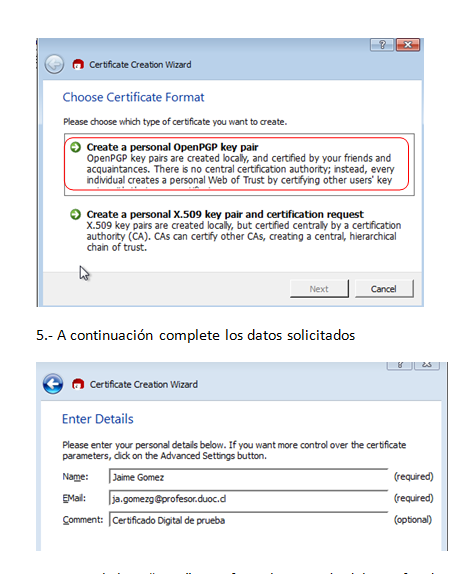 Certificate Creation Wizard
Choose Certificate Format
Please choose which type of certificate you want to create.
Create a personal OpenPGP key pair
OpenPGP key pairs are created locally, and certified by your friends and
acquaintances. There is no central certification authority; instead, every
individual creates a personal Web of Trust by certifying other users' key
Create a personal X.509 key pair and certification request
X.509 key pairs are created locally, but certified centrally by a certification
authority (CA). CAs can certify other CAs, creating a central, hierarchical
chain of trust.
Next Cancel
5.- A continuación complete los datos solicitados
Certificate Creation Wizard
Enter Details
Please enter your personal details below. If you want more control over the certificate
parameters, click on the Advanced Settings button.
Name: Jaime Gomez (required)
EMail: ja.gomezg@profesor.duoc.cl (required)
Comment: Certificado Digital de prueba (optional)